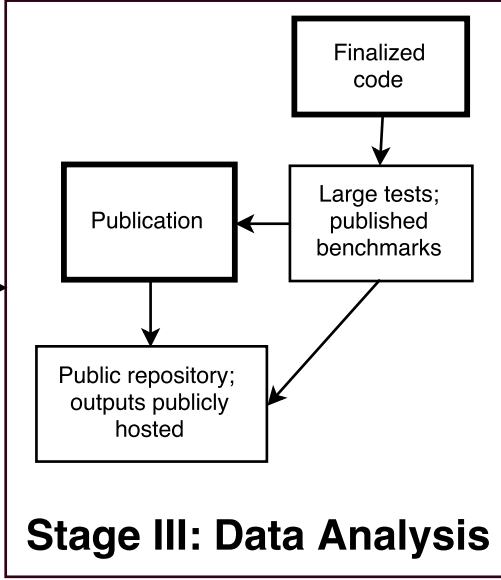 Finalized
code
Large tests;
published
benchmarks
Publication
Public repository;
outputs publicly
hosted
Stage III: Data Analysis